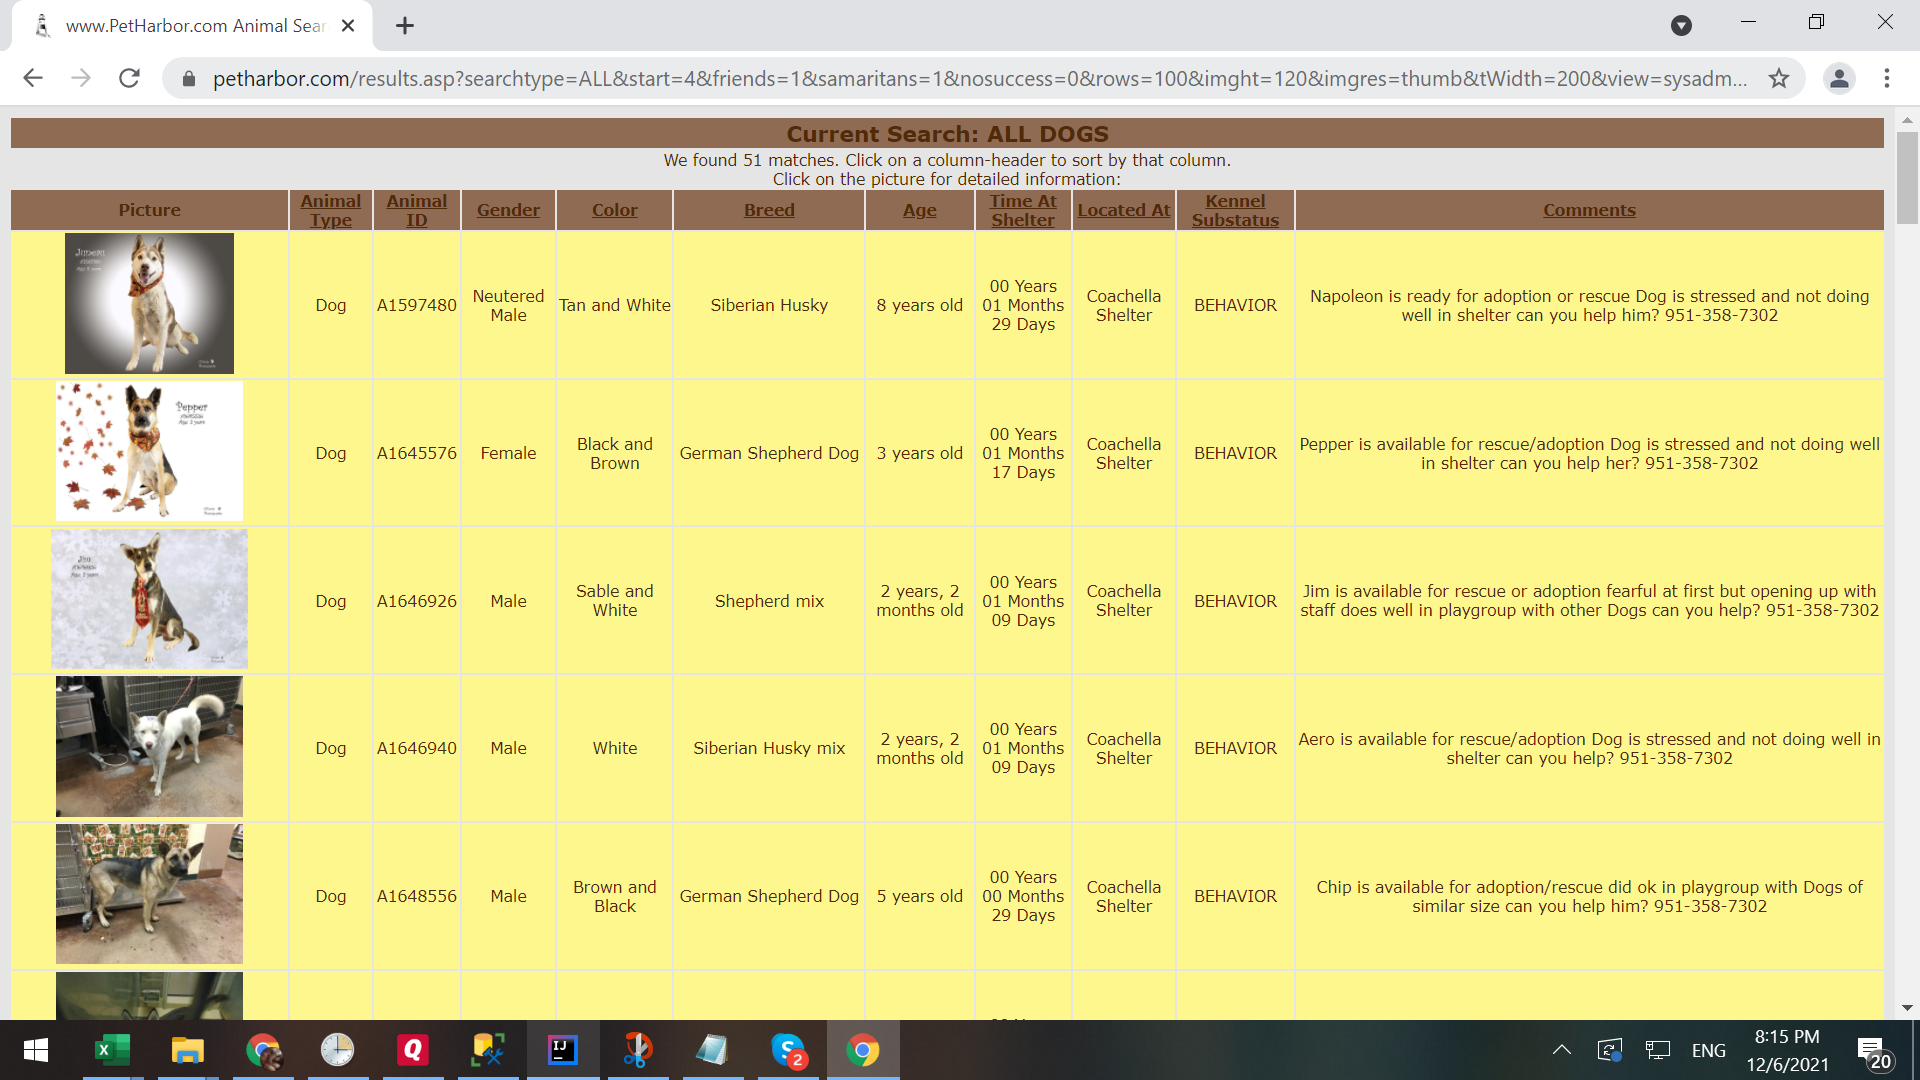 www.PetHarbor.com Animal Sear
petharbor.com/results.asp?searchtype=ALL&start=4&friends=1&samaritans=1&nosuccess=0&rows=100&imght=120&imgres=thumb&tWidth=200&view=sysadm...
Current Search: ALL DOGS
We found 51 matches. Click on a column-header to sort by that column.
Click on the picture for detailed information:
Picture
Animal
Type
Animal
ID
Gender
Color
Breed
Age
Time At
Shelter
Located At
Kennel
Substatus
Comments
Juneau
Dog
A1597480
Neutered
Male
Tan and White
Siberian Husky
8 years old
00 Years
01 Months
29 Days
Coachella
Shelter
BEHAVIOR
Napoleon is ready for adoption or rescue Dog is stressed and not doing
well in shelter can you help him? 951-358-7302
Pepper
Dog
A1645576
Female
Black and
Brown
German Shepherd Dog
3 years old
00 Years
01 Months
17 Days
Coachella
Shelter
BEHAVIOR
Pepper is available for rescue/adoption Dog is stressed and not doing well
in shelter can you help her? 951-358-7302
Jim
Dog
A1646926
Male
Sable and
White
Shepherd mix
2 years, 2
months old
00 Years
01 Months
09 Days
Coachella
Shelter
BEHAVIOR
Jim is available for rescue or adoption fearful at first but opening up with
staff does well in playgroup with other Dogs can you help? 951-358-7302
Dog
A1646940
Male
White
Siberian Husky mix
2 years, 2
months old
00 Years
01 Months
09 Days
Coachella
Shelter
BEHAVIOR
Aero is available for rescue/adoption Dog is stressed and not doing well in
shelter can you help? 951-358-7302
Dog
A1648556
Male
Brown and
Black
German Shepherd Dog
5 years old
00 Years
00 Months
29 Days
Coachella
Shelter
BEHAVIOR
Chip is available for adoption/rescue did ok in playgroup with Dogs of
similar size can you help him? 951-358-7302
X
Q
IJ
S
2
ENG
8:15 PM
12/6/2021
20